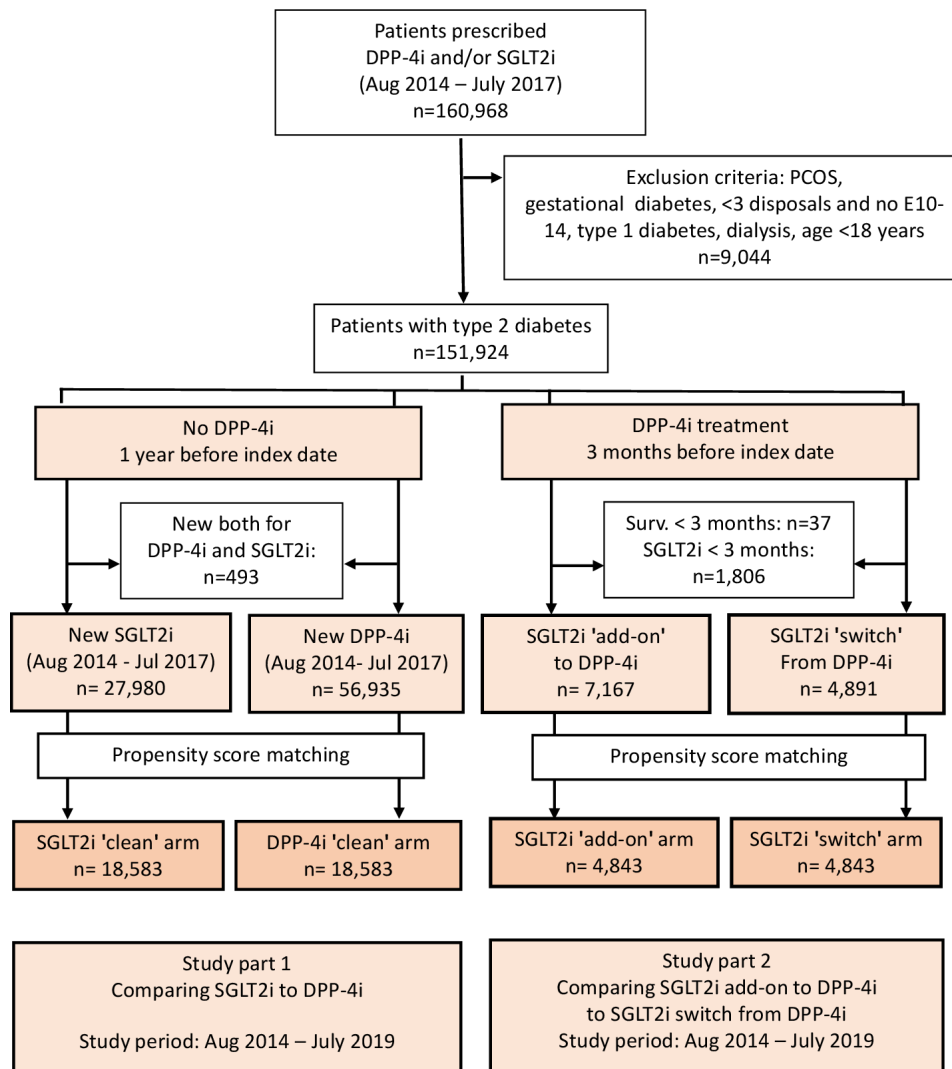 Patients prescribed
DPP-4i and/or SGLT2i
(Aug 2014 – July 2017)
n=160,968
Exclusion criteria: PCOS,
gestational diabetes, <3 disposals and no E10-
14, type 1 diabetes, dialysis, age <18 years
n=9,044
Patients with type 2 diabetes
n=151,924
No DPP-4i
1 year before index date
DPP-4i treatment
3 months before index date
New both for
DPP-4i and SGLT2i:
n=493
Surv. < 3 months: n=37
SGLT2i < 3 months:
n=1,806
New SGLT2i
(Aug 2014 - Jul 2017)
n= 27,980
New DPP-4i
(Aug 2014- Jul 2017)
n= 56,935
SGLT2i 'add-on'
to DPP-4i
n= 7,167
SGLT2i 'switch'
From DPP-4i
n= 4,891
Propensity score matching
Propensity score matching
SGLT2i 'clean' arm
n= 18,583
DPP-4i 'clean' arm
n= 18,583
SGLT2i 'add-on' arm
n= 4,843
SGLT2i 'switch' arm
n= 4,843
Study part 1
Comparing SGLT2i to DPP-4i
Study period: Aug 2014 – July 2019
Study part 2
Comparing SGLT2i add-on to DPP-4i
to SGLT2i switch from DPP-4i
Study period: Aug 2014 – July 2019